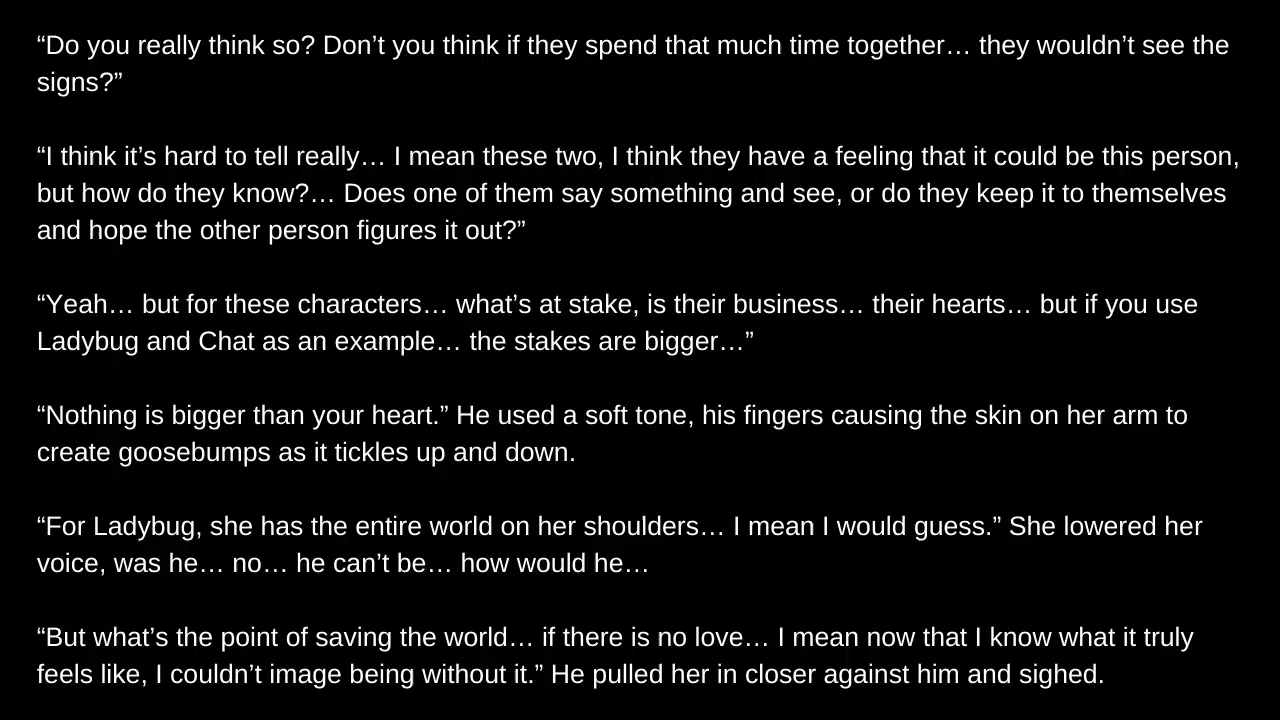 “Do you really think so? Don’t you think if they spend that much time together… they wouldn’t see the
signs?”
“I think it’s hard to tell really… I mean these two, I think they have a feeling that it could be this person,
but how do they know?… Does one of them say something and see, or do they keep it to themselves
and hope the other person figures it out?”
“Yeah… but for these characters… what’s at stake, is their business… their hearts… but if you use
Ladybug and Chat as an example… the stakes are bigger…”
“Nothing is bigger than your heart.” He used a soft tone, his fingers causing the skin on her arm to
create goosebumps as it tickles up and down.
“For Ladybug, she has the entire world on her shoulders… I mean I would guess.” She lowered her
voice, was he… no… he can’t be… how would he…
“But what’s the point of saving the world… if there is no love… I mean now that I know what it truly
feels like, I couldn’t image being without it.” He pulled her in closer against him and sighed.